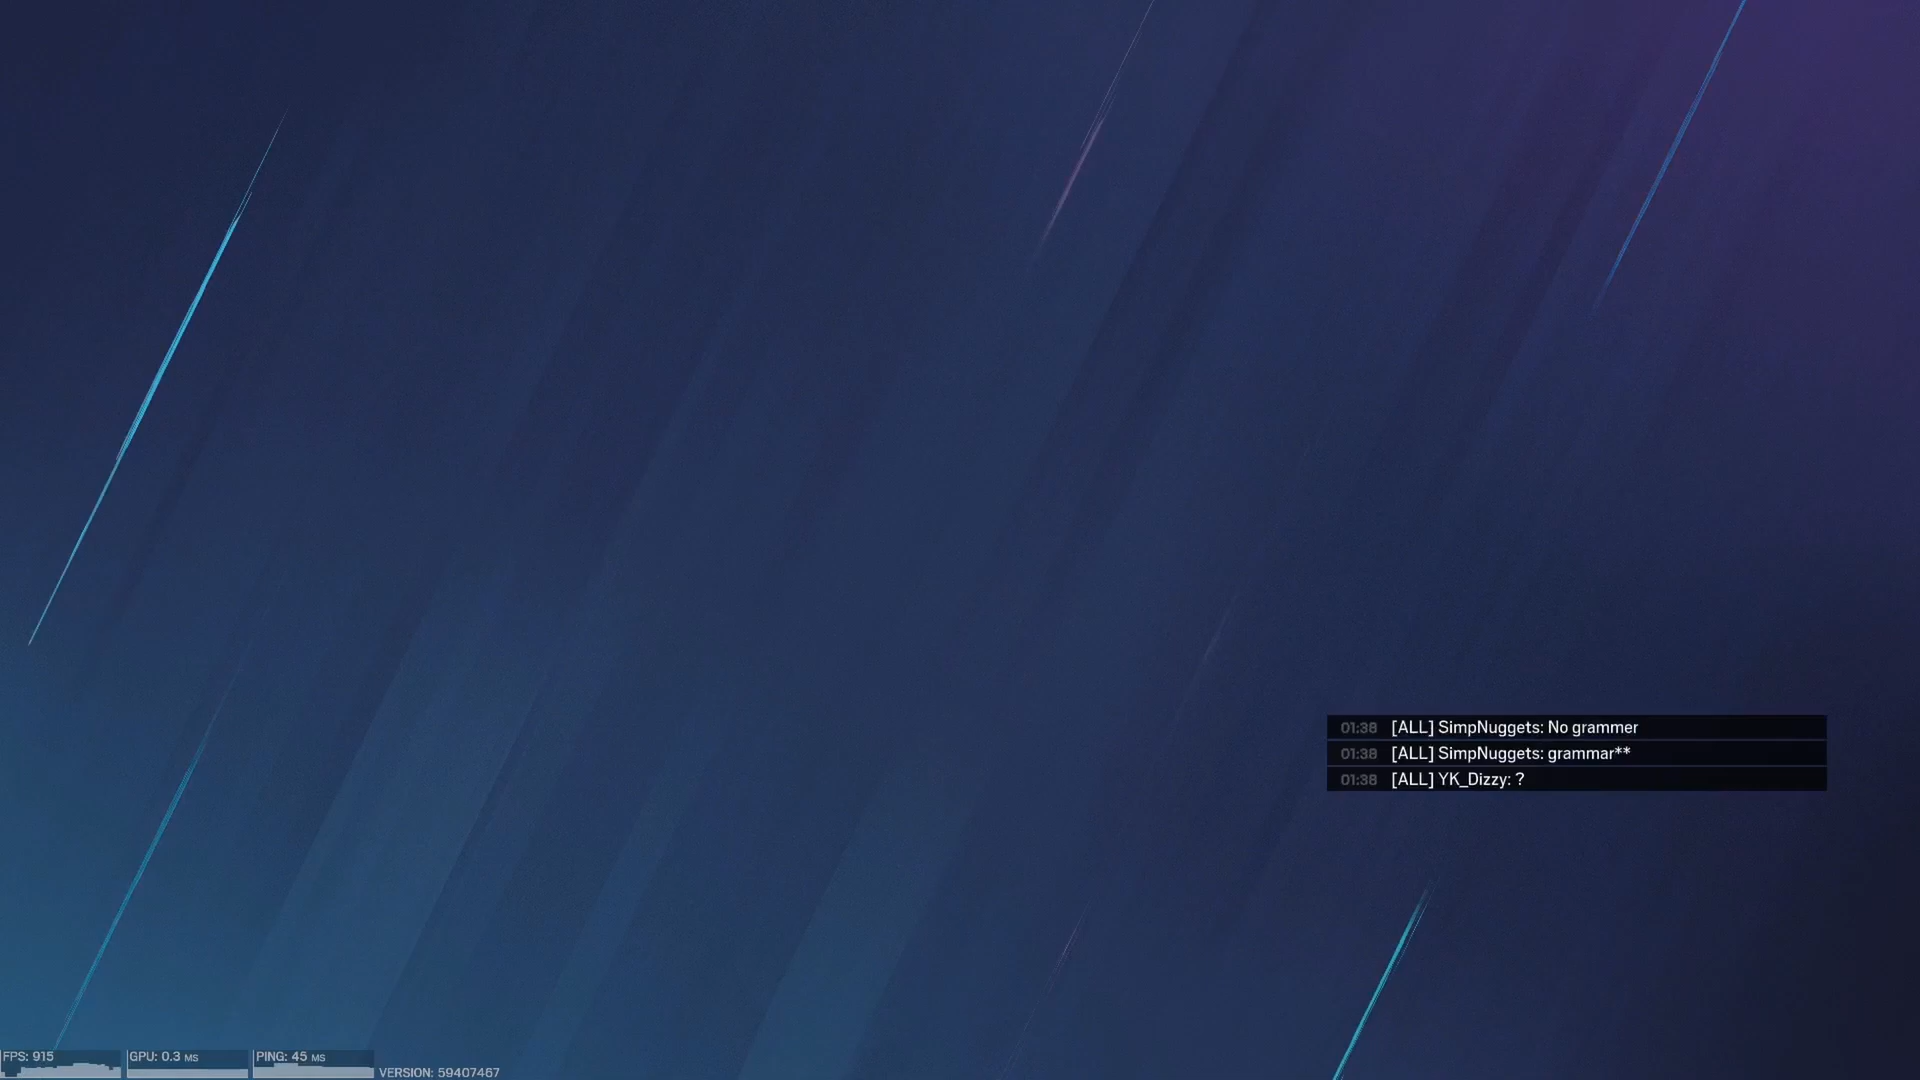 01:38 [ALL] SimpNuggets: No grammer
01:38 [ALL] SimpNuggets: grammar**
01:38 [ALL] YK_Dizzy: ?
FPS: 915 GPU: 0.3 MS PING: 45 MS
VERSION: 59407467